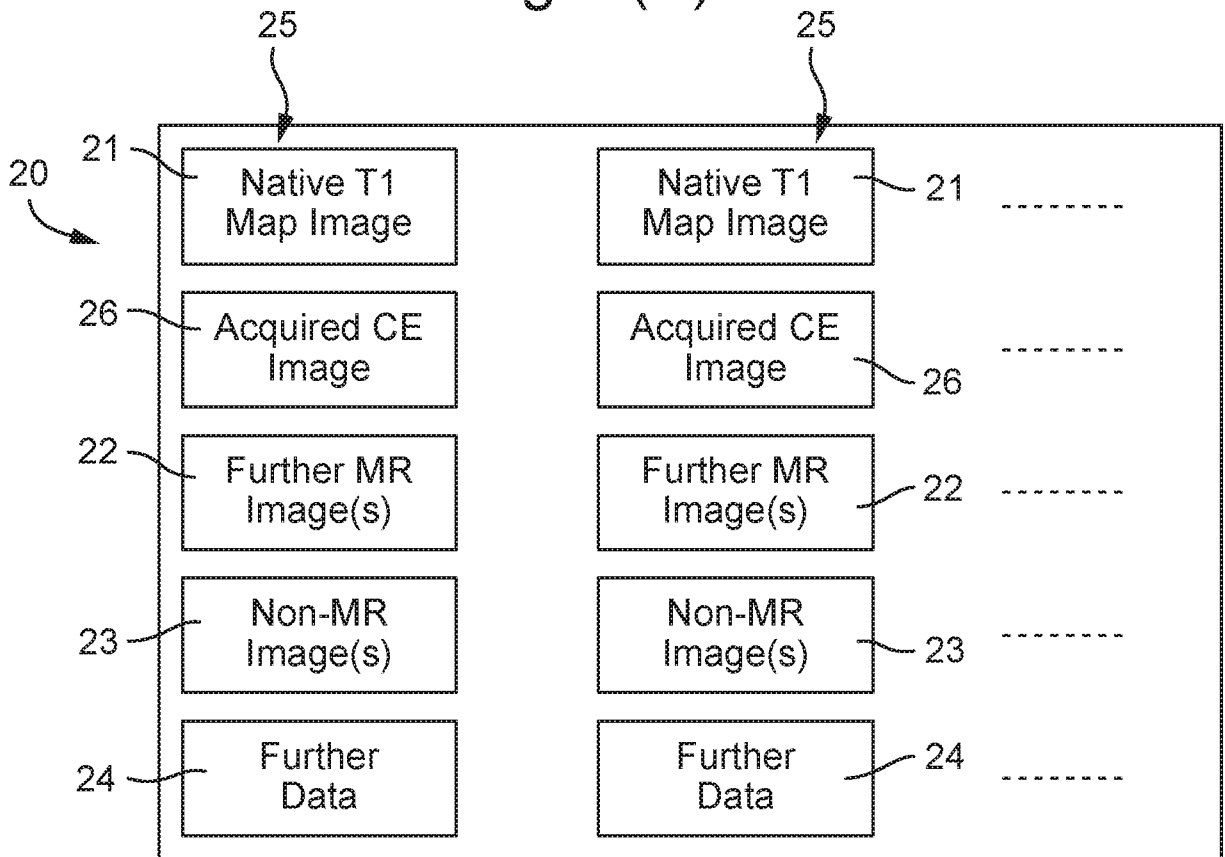 25 25
21 Native T1 Map Image Native T1 Map Image 21
20
26 Acquired CE Image Acquired CE Image 26
22 Further MR Image(s) Further MR Image(s) 22
23 Non-MR Image(s) Non-MR Image(s) 23
24 Further Data Further Data 24